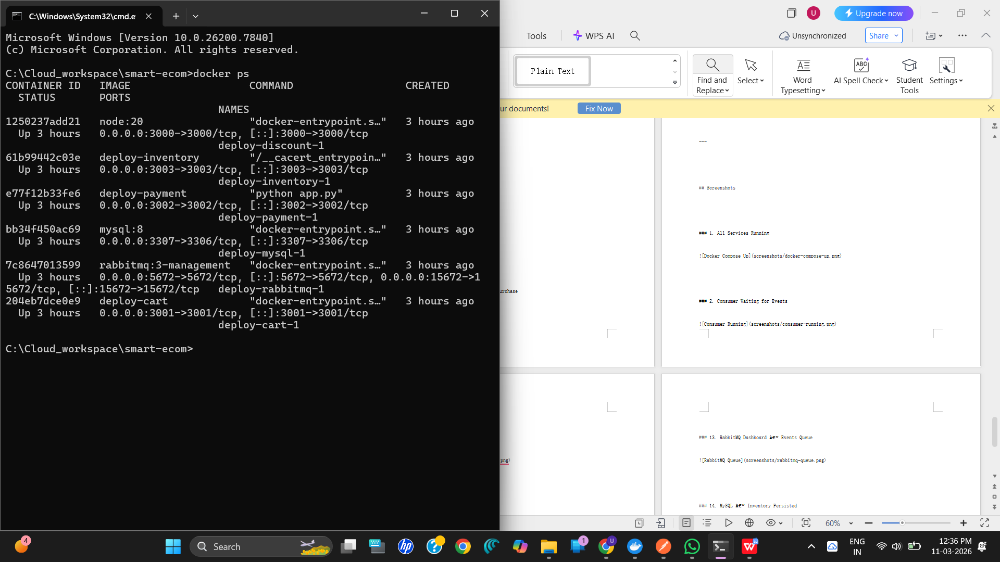 C:\Windows\System32\cmd.e
Microsoft Windows [Version 10.0.26200.7840]
(c) Microsoft Corporation. All rights reserved.
C:\Cloud_workspace\smart-ecom>docker ps
CONTAINER ID   IMAGE                   COMMAND                  CREATED
  STATUS       PORTS
                                  NAMES
1250237add21   node:20                 "docker-entrypoint.s…"   3 hours ago
  Up 3 hours   0.0.0.0:3000->3000/tcp, [::]:3000->3000/tcp
                                  deploy-discount-1
61b99442c03e   deploy-inventory        "/__cacert_entrypoin…"   3 hours ago
  Up 3 hours   0.0.0.0:3003->3003/tcp, [::]:3003->3003/tcp
                                  deploy-inventory-1
e77f12b33fe6   deploy-payment          "python app.py"          3 hours ago
  Up 3 hours   0.0.0.0:3002->3002/tcp, [::]:3002->3002/tcp
                                  deploy-payment-1
bb34f450ac69   mysql:8                 "docker-entrypoint.s…"   3 hours ago
  Up 3 hours   0.0.0.0:3307->3306/tcp, [::]:3307->3306/tcp
                                  deploy-mysql-1
7c8647013599   rabbitmq:3-management   "docker-entrypoint.s…"   3 hours ago
  Up 3 hours   0.0.0.0:5672->5672/tcp, [::]:5672->5672/tcp, 0.0.0.0:15672->1
5672/tcp, [::]:15672->15672/tcp   deploy-rabbitmq-1
204eb7dce0e9   deploy-cart             "docker-entrypoint.s…"   3 hours ago
  Up 3 hours   0.0.0.0:3001->3001/tcp, [::]:3001->3001/tcp
                                  deploy-cart-1
C:\Cloud_workspace\smart-ecom>
U
Upgrade now
Tools
WPS AI
Unsynchronized
Share
Plain Text
Find and
Replace
Select
Word
Typesetting
AI Spell Check
Student
Tools
Settings
ur documents!
Fix Now
urchase
png)
---
## Screenshots
### 1. All Services Running
![Docker Compose Up](screenshots/docker-compose-up.png)
### 2. Consumer Waiting for Events
![Consumer Running](screenshots/consumer-running.png)
### 13. RabbitMQ Dashboard â€” Events Queue
![RabbitMQ Queue](screenshots/rabbitmq-queue.png)
### 14. MySQL â€” Inventory Persisted
60%
4
Search
hp
1
U
ENG
IN
12:36 PM
11-03-2026